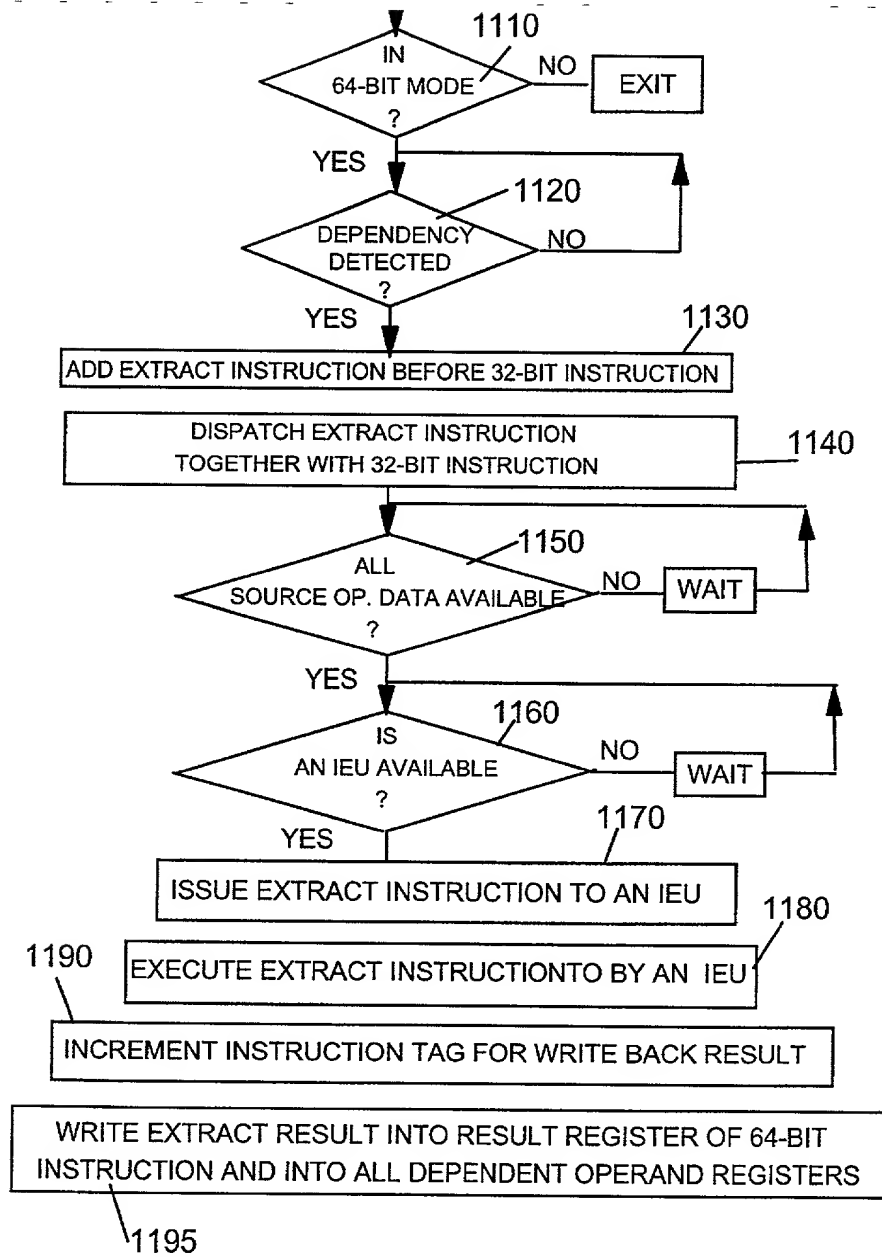 1110
IN
64-BIT MODE
?
NO
EXIT
YES
1120
DEPENDENCY
DETECTED
?
NO
YES
1130
ADD EXTRACT INSTRUCTION BEFORE 32-BIT INSTRUCTION
DISPATCH EXTRACT INSTRUCTION
TOGETHER WITH 32-BIT INSTRUCTION
1140
1150
ALL
SOURCE OP. DATA AVAILABLE
?
NO
WAIT
YES
1160
IS
AN IEU AVAILABLE
?
NO
WAIT
YES
1170
ISSUE EXTRACT INSTRUCTION TO AN IEU
1180
EXECUTE EXTRACT INSTRUCTIONTO BY AN IEU
1190
INCREMENT INSTRUCTION TAG FOR WRITE BACK RESULT
WRITE EXTRACT RESULT INTO RESULT REGISTER OF 64-BIT
INSTRUCTION AND INTO ALL DEPENDENT OPERAND REGISTERS
1195